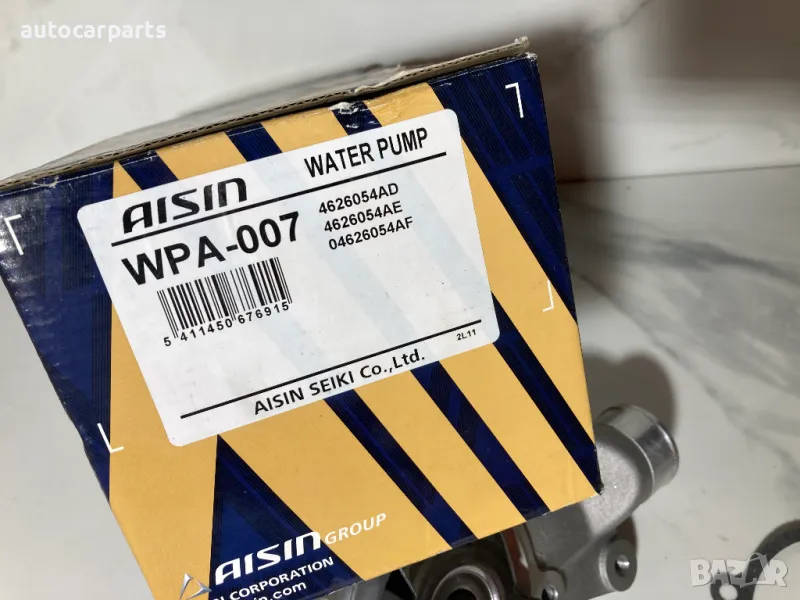 autocarparts
AISIN
WATER PUMP
WPA-007
4626054AD
4626054AE
04626054AF
5 411450 676915
2L11
AISIN SEIKI Co.,Ltd.
AISIN GROUP
CORPORATION
BAZAR